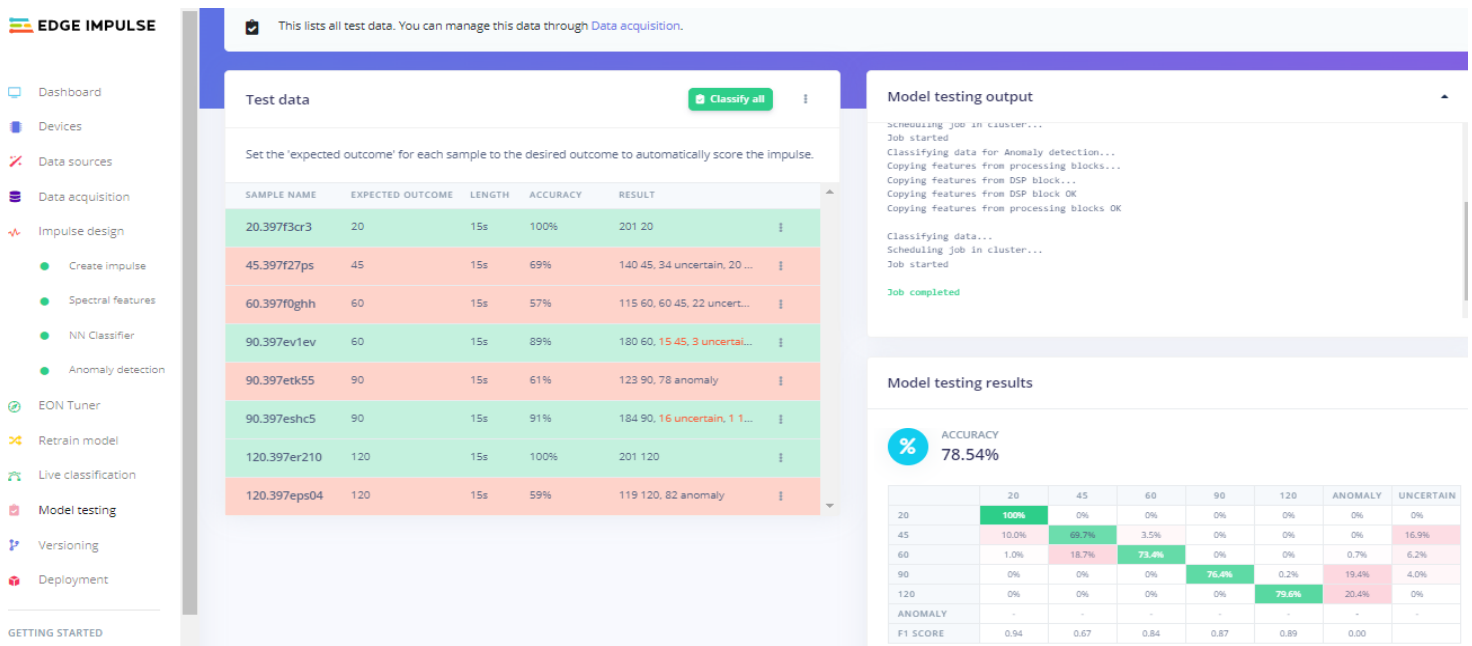 EDGE IMPULSE
Dashboard
Devices
Data sources
Data acquisition
Impulse design
Create impulse
Spectral features
NN Classifier
Anomaly detection
EON Tuner
Retrain model
Live classification
Model testing
Versioning
Deployment
GETTING STARTED
This lists all test data. You can manage this data through Data acquisition.
Test data
Classify all
Set the 'expected outcome' for each sample to the desired outcome to automatically score the impulse.
SAMPLE NAME EXPECTED OUTCOME LENGTH ACCURACY RESULT
20.397f3cr3 20 15s 100% 201 20
45.397f27ps 45 15s 69% 140 45, 34 uncertain, 20 ...
60.397f0ghh 60 15s 57% 115 60, 60 45, 22 uncert...
90.397ev1ev 60 15s 89% 180 60, 15 45, 3 uncertai...
90.397etk55 90 15s 61% 123 90, 78 anomaly
90.397eshc5 90 15s 91% 184 90, 16 uncertain, 1 1...
120.397er210 120 15s 100% 201 120
120.397eps04 120 15s 59% 119 120, 82 anomaly
Model testing output
Scheduling job in cluster...
Job started
Classifying data for Anomaly detection...
Copying features from processing blocks...
Copying features from DSP block...
Copying features from DSP block OK
Copying features from processing blocks OK
Classifying data...
Scheduling job in cluster...
Job started
Job completed
Model testing results
%
ACCURACY
78.54%
20 45 60 90 120 ANOMALY UNCERTAIN
20 100% 0% 0% 0% 0% 0% 0%
45 10.0% 69.7% 3.5% 0% 0% 0% 16.9%
60 1.0% 18.7% 73.4% 0% 0% 0.7% 6.2%
90 0% 0% 0% 76.4% 0.2% 19.4% 4.0%
120 0% 0% 0% 0% 79.6% 20.4% 0%
ANOMALY - - - - - -
F1 SCORE 0.94 0.67 0.84 0.87 0.89 0.00